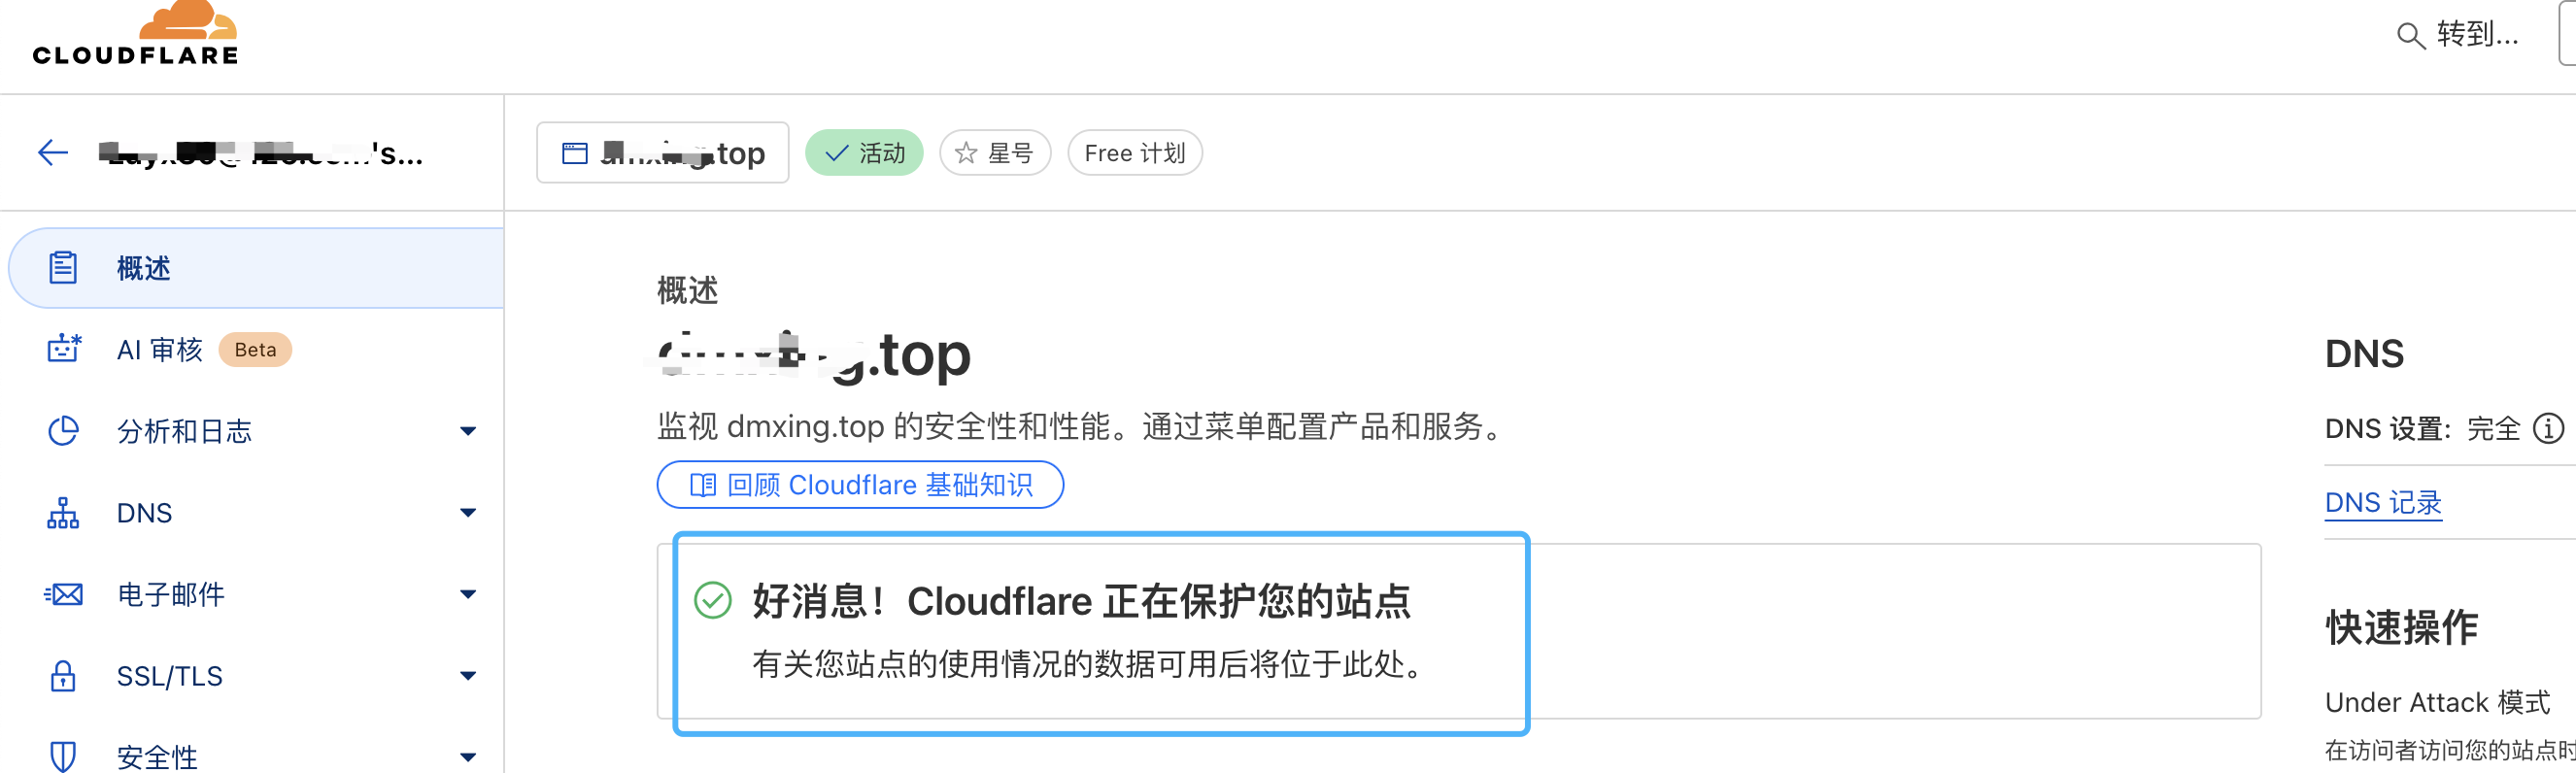 CLOUDFLARE
转到...
's...
.top
活动
星号
Free 计划
概述
AI 审核
Beta
分析和日志
DNS
电子邮件
SSL/TLS
安全性
概述
.top
监视 dmxing.top 的安全性和性能。通过菜单配置产品和服务。
回顾 Cloudflare 基础知识
好消息！Cloudflare 正在保护您的站点
有关您站点的使用情况的数据可用后将位于此处。
DNS
DNS 设置: 完全
DNS 记录
快速操作
Under Attack 模式
在访问者访问您的站点时